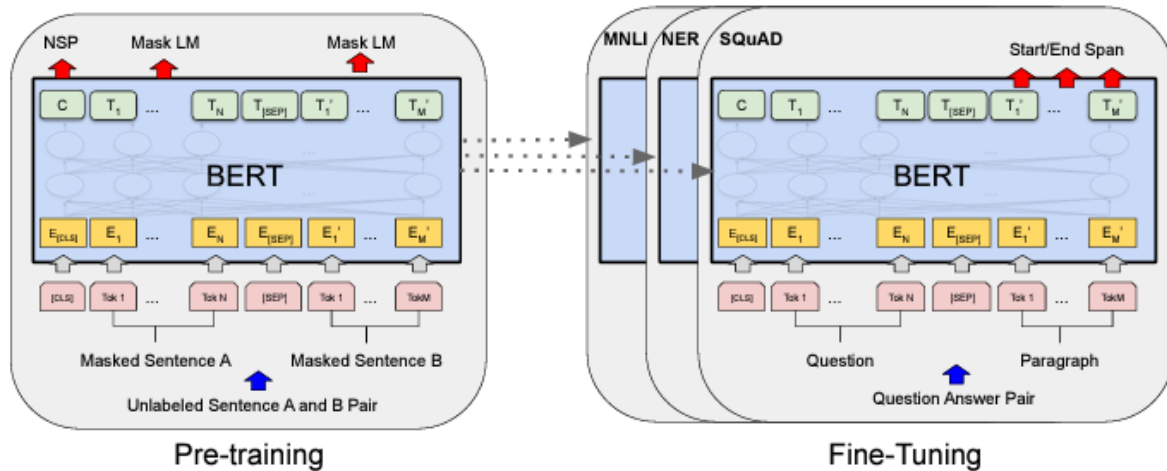 NSP Mask LM Mask LM
C T1 ... TN T[SEP] T1' ... TM'
BERT
E[CLS] E1 ... EN E[SEP] E1' ... EM'
[CLS] Tok 1 ... Tok N [SEP] Tok 1 ... TokM
Masked Sentence A Masked Sentence B
Unlabeled Sentence A and B Pair
Pre-training
MNLI NER SQuAD
Start/End Span
C T1 ... TN T[SEP] T1' ... TM'
BERT
E[CLS] E1 ... EN E[SEP] E1' ... EM'
[CLS] Tok 1 ... Tok N [SEP] Tok 1 ... TokM
Question Paragraph
Question Answer Pair
Fine-Tuning